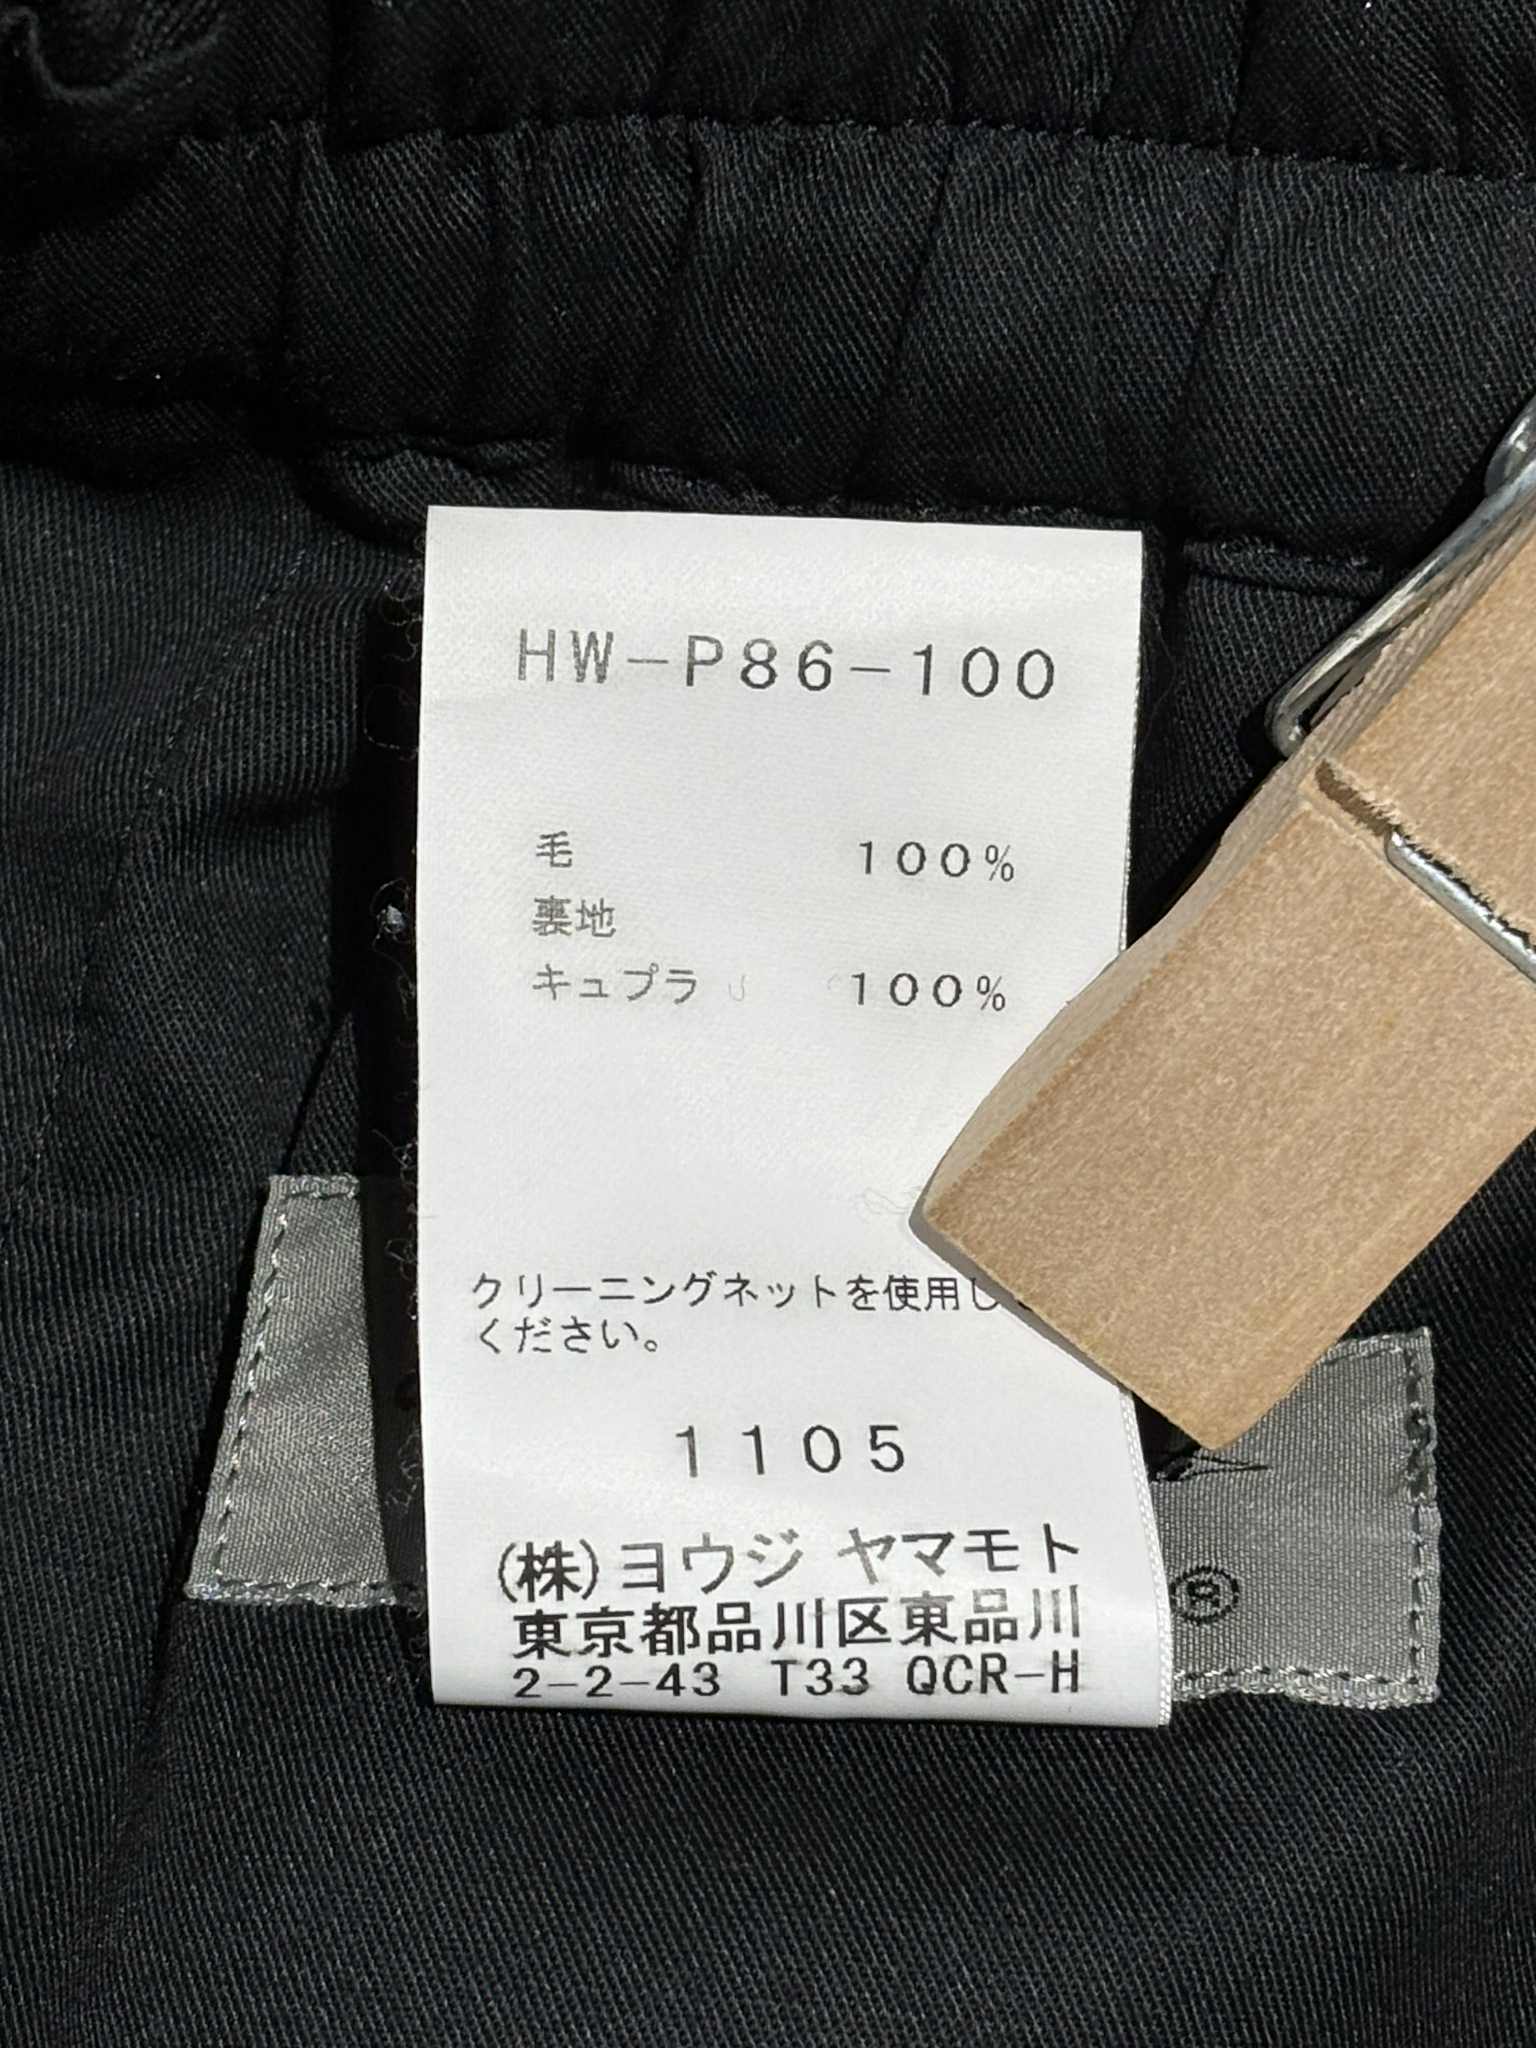 HW-P86-100
毛 100%
裏地
キュプラ 100%
クリーニングネットを使用し
ください。
1105
(株)ヨウジ ヤマモト
東京都品川区東品川
2-2-43 T33 QCR-H
®